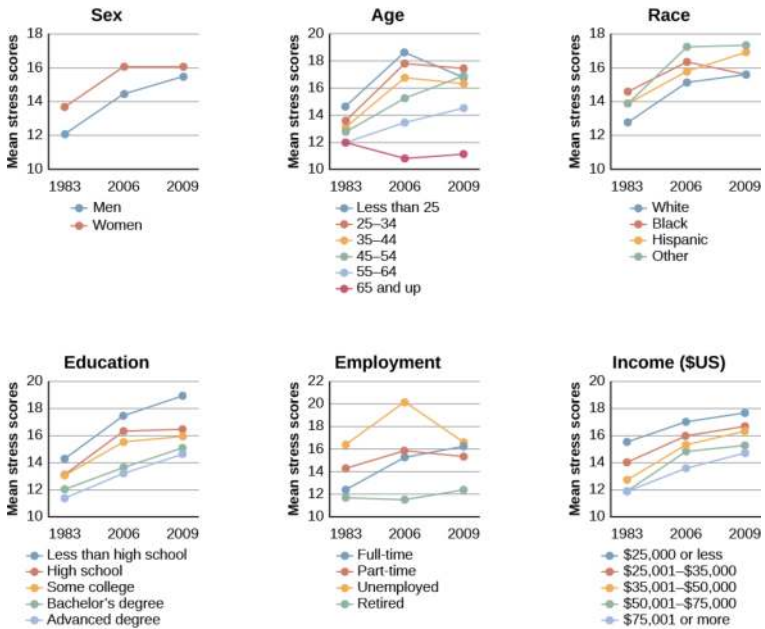 Sex
Mean stress scores
18
16
14
12
10
1983 2006 2009
Men
Women
Age
Mean stress scores
20
18
16
14
12
10
1983 2006 2009
Less than 25
25–34
35–44
45–54
55–64
65 and up
Race
Mean stress scores
18
16
14
12
10
1983 2006 2009
White
Black
Hispanic
Other
Education
Mean stress scores
20
18
16
14
12
10
1983 2006 2009
Less than high school
High school
Some college
Bachelor's degree
Advanced degree
Employment
Mean stress scores
22
20
18
16
14
12
10
1983 2006 2009
Full-time
Part-time
Unemployed
Retired
Income ($US)
Mean stress scores
20
18
16
14
12
10
1983 2006 2009
$25,000 or less
$25,001–$35,000
$35,001–$50,000
$50,001–$75,000
$75,001 or more